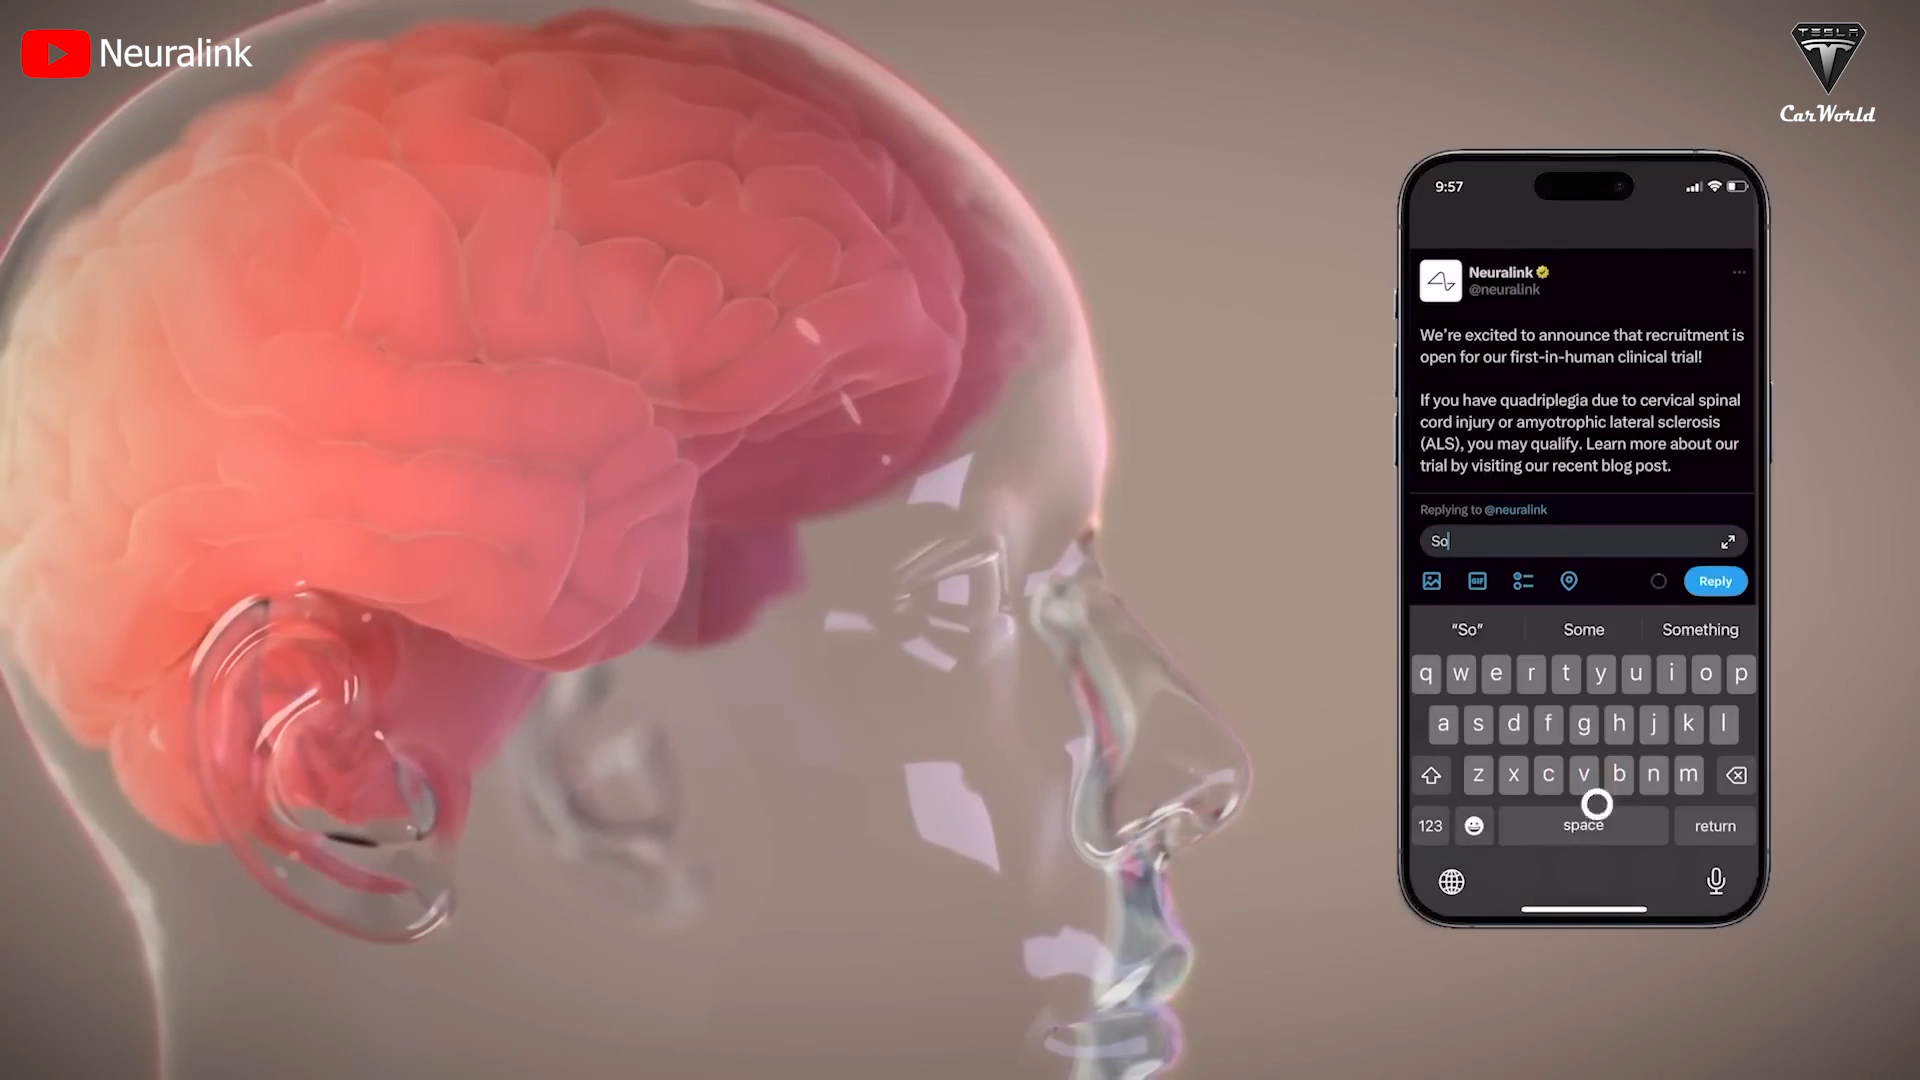 Neuralink
TESLA
CarWorld
9:57
Neuralink
@neuralink
We're excited to announce that recruitment is
open for our first-in-human clinical trial!
If you have quadriplegia due to cervical spinal
cord injury or amyotrophic lateral sclerosis
(ALS), you may qualify. Learn more about our
trial by visiting our recent blog post.
Replying to @neuralink
So
GIF
Reply
“So” Some Something
q w e r t y u i o p
a s d f g h j k l
z x c v b n m
123 space return